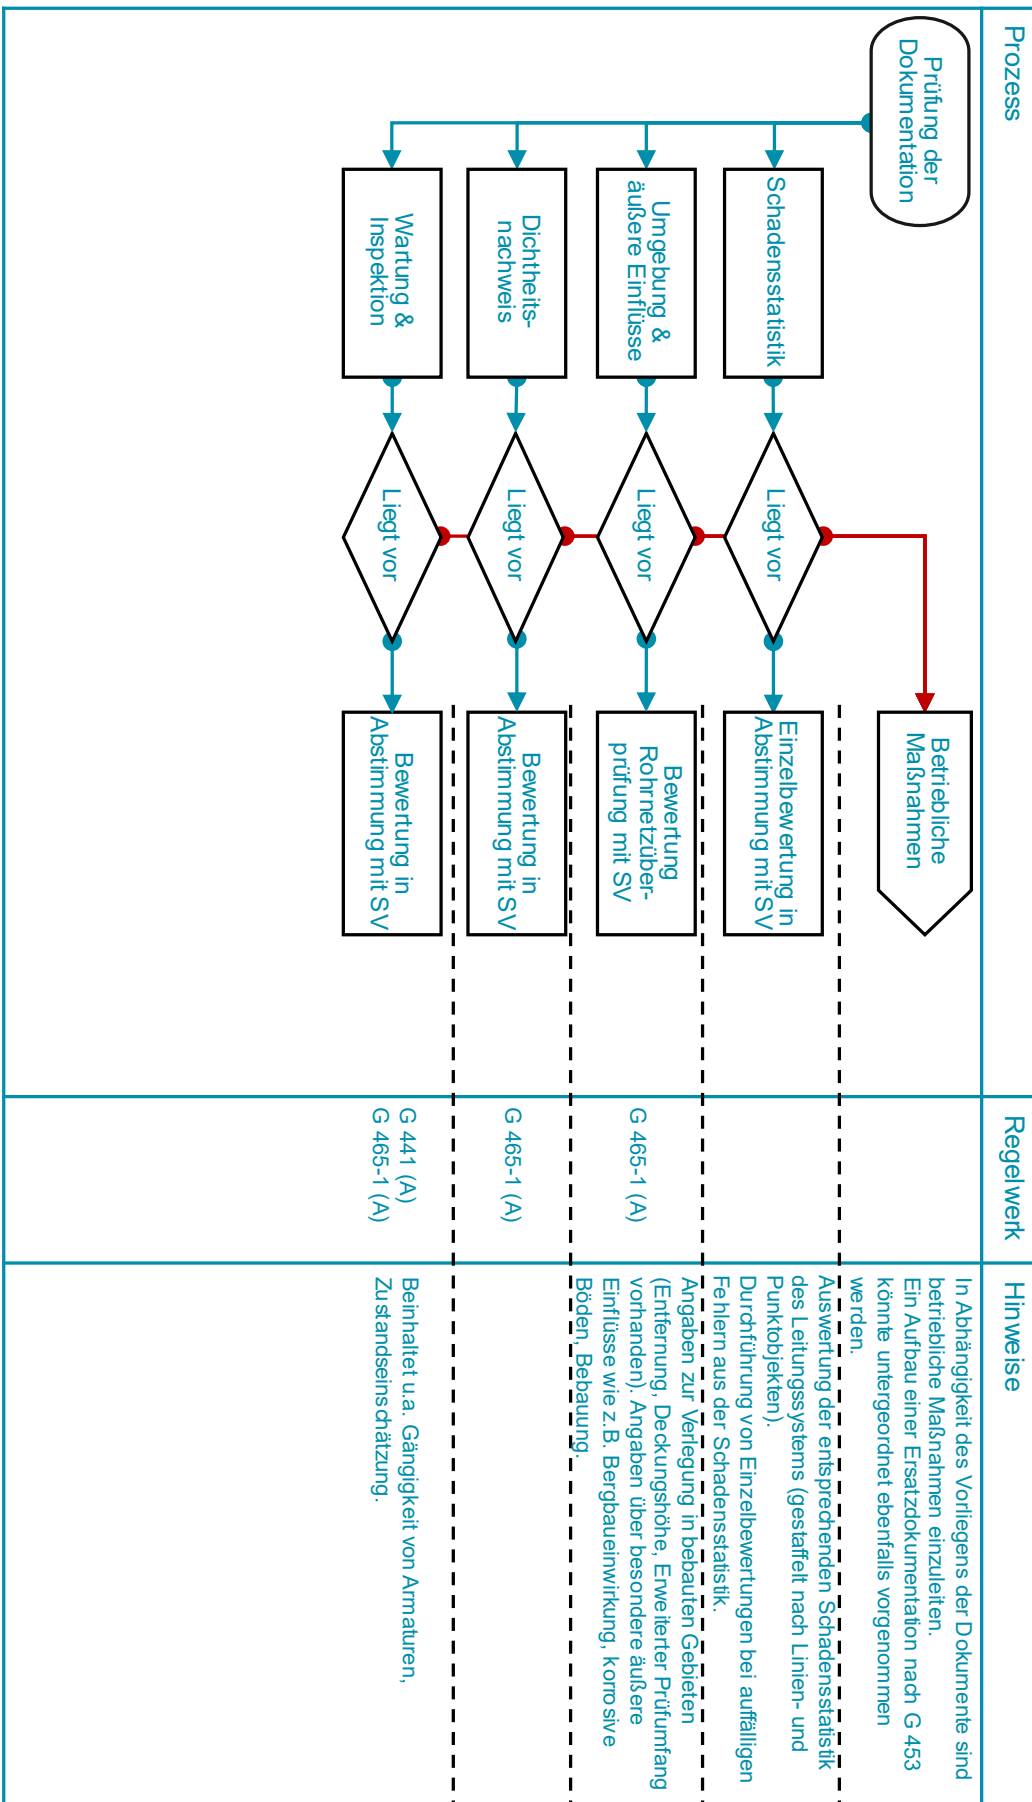 Prozess
Regelwerk
Hinweise
Prüfung der
Dokumentation
Betriebliche
Maßnahmen
In Abhängigkeit des Vorliegens der Dokumente sind
betriebliche Maßnahmen einzuleiten.
Ein Aufbau einer Ersatzdokumentation nach G 453
könnte untergeordnet ebenfalls vorgenommen
werden.
Schadensstatistik
Liegt vor
Einzelbewertung in
Abstimmung mit SV
Auswertung der entsprechenden Schadensstatistik
des Leitungssystems (gestaffelt nach Linien- und
Punktobjekten).
Durchführung von Einzelbewertungen bei auffälligen
Fehlern aus der Schadensstatistik.
Umgebung &
äußere Einflüsse
Liegt vor
Bewertung
Rohrnetzüber-
prüfung mit SV
G 465-1 (A)
Angaben zur Verlegung in bebauten Gebieten
(Entfernung, Deckungshöhe, Erweiterter Prüfumfang
vorhanden). Angaben über besondere äußere
Einflüsse wie z.B. Bergbaueinwirkung, korrosive
Böden, Bebauung.
Dichtheits-
nachweis
Liegt vor
Bewertung in
Abstimmung mit SV
G 465-1 (A)
Wartung &
Inspektion
Liegt vor
Bewertung in
Abstimmung mit SV
G 441 (A)
G 465-1 (A)
Beinhaltet u.a. Gängigkeit von Armaturen,
Zustandseinschätzung.